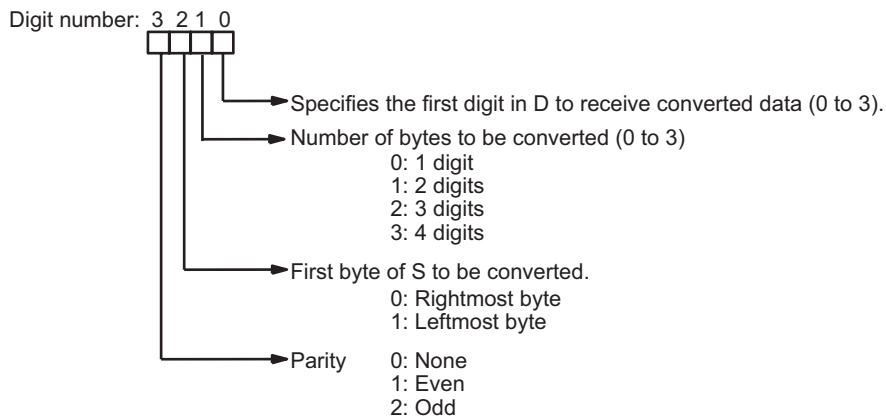 Digit number: 3 2 1 0
Specifies the first digit in D to receive converted data (0 to 3).
Number of bytes to be converted (0 to 3)
0: 1 digit
1: 2 digits
2: 3 digits
3: 4 digits
First byte of S to be converted.
0: Rightmost byte
1: Leftmost byte
Parity 0: None
1: Even
2: Odd